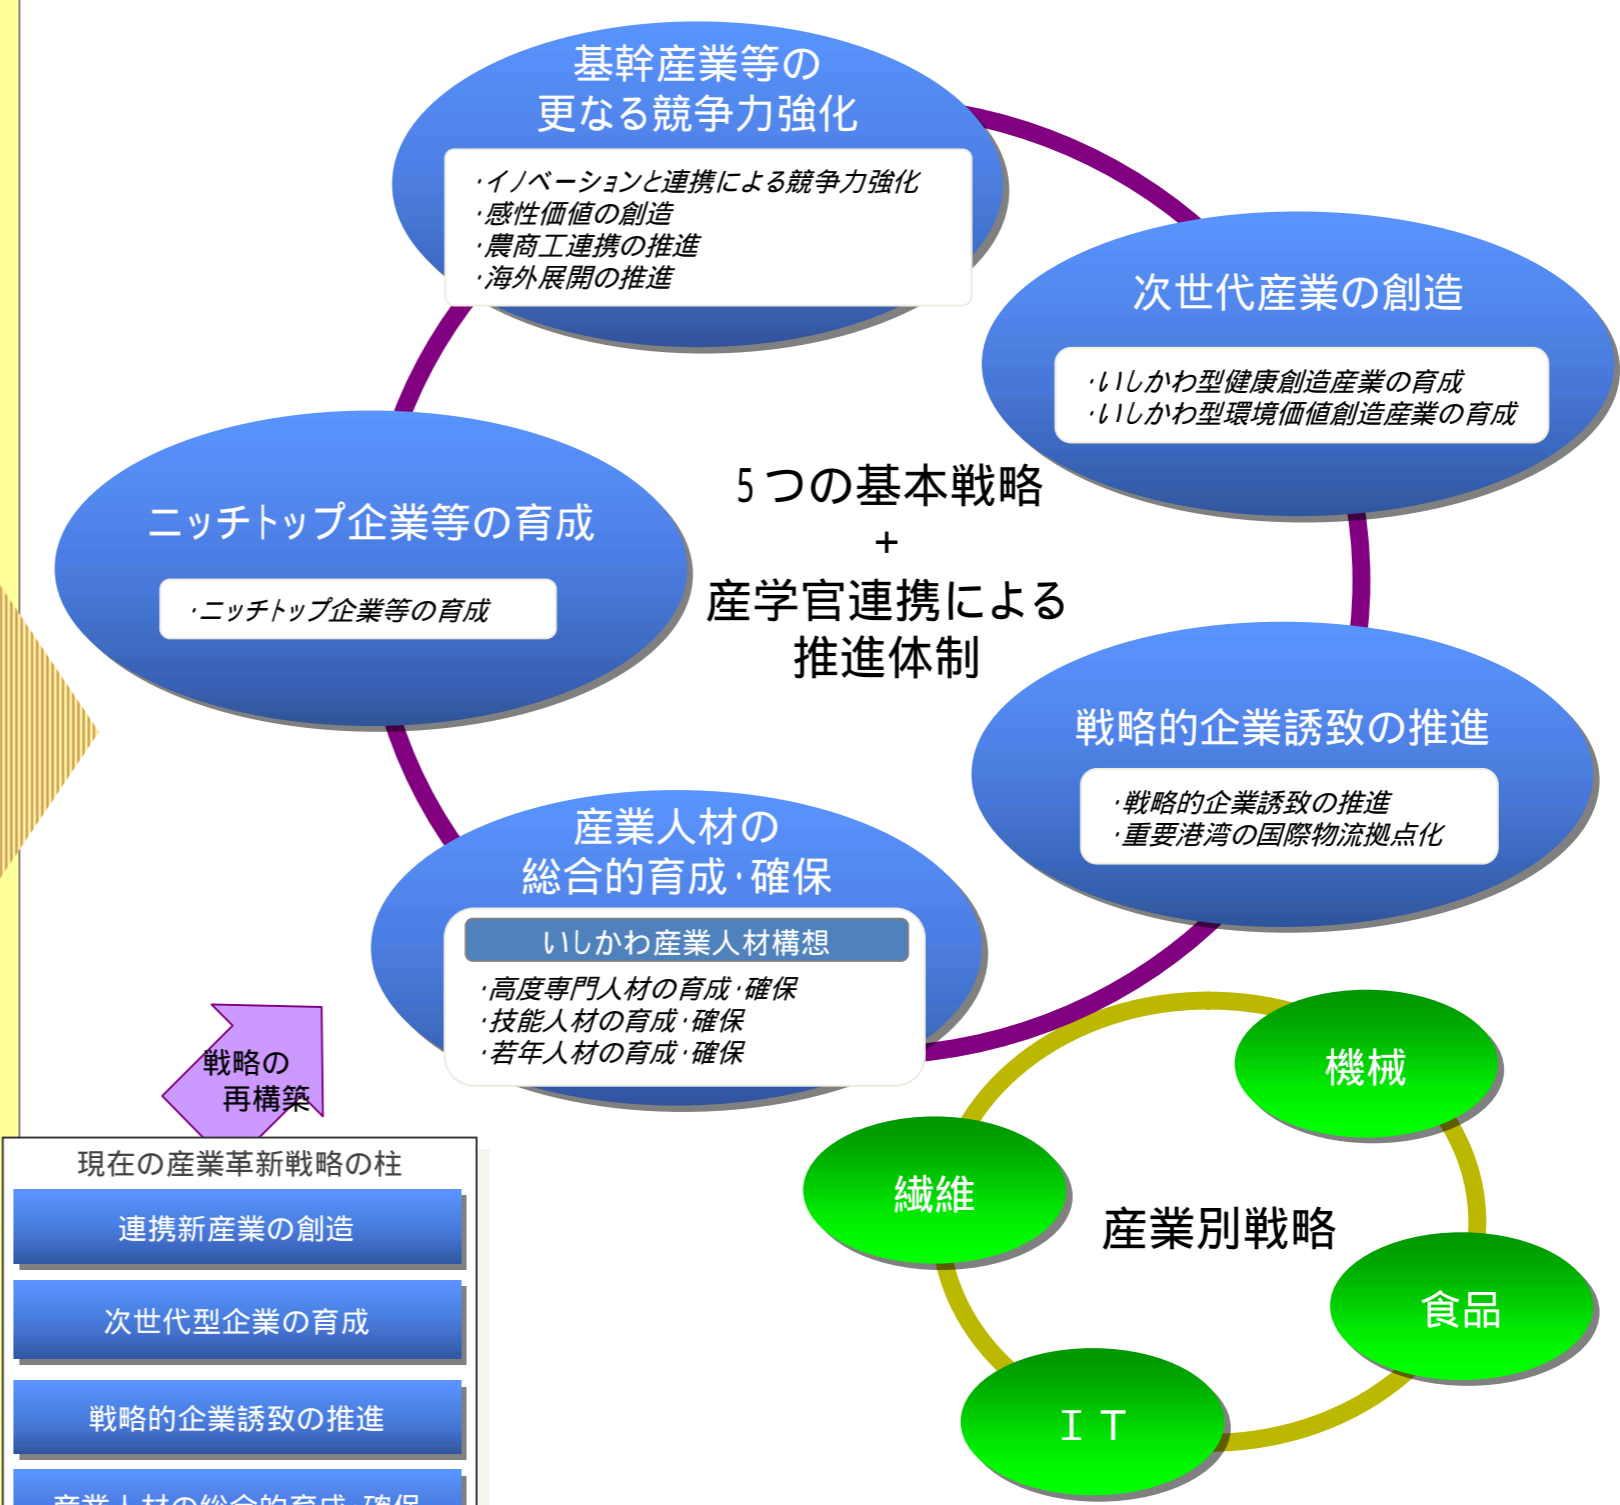 基幹産業等の
更なる競争力強化
・イノベーションと連携による競争力強化
・感性価値の創造
・農商工連携の推進
・海外展開の推進
次世代産業の創造
・いしかわ型健康創造産業の育成
・いしかわ型環境価値創造産業の育成
ニッチトップ企業等の育成
・ニッチトップ企業等の育成
5つの基本戦略
+
産学官連携による
推進体制
戦略的企業誘致の推進
・戦略的企業誘致の推進
・重要港湾の国際物流拠点化
産業人材の
総合的育成・確保
いしかわ産業人材構想
・高度専門人材の育成・確保
・技能人材の育成・確保
・若年人材の育成・確保
戦略の
再構築
現在の産業革新戦略の柱
連携新産業の創造
次世代型企業の育成
戦略的企業誘致の推進
産業人材の総合的育成・確保
機械
繊維
産業別戦略
食品
ＩＴ